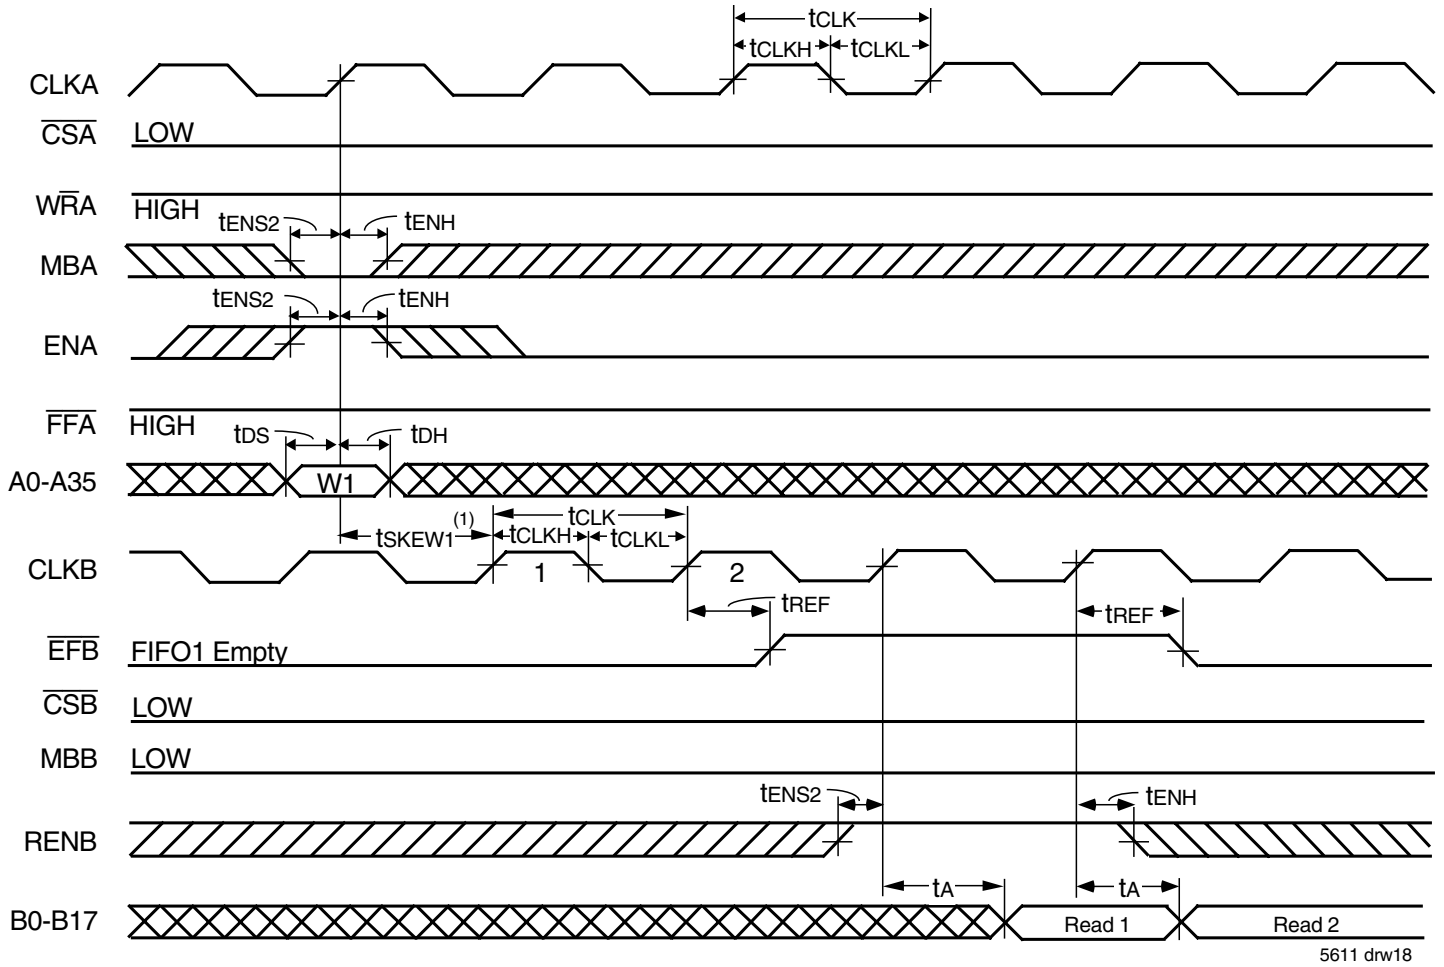 tCLK
tCLKH tCLKL
CLKA
CSA LOW
WRA HIGH
tENS2 tENH
MBA
tENS2 tENH
ENA
FFA HIGH
tDS tDH
A0-A35 W1
tSKEW1(1) tCLK
tCLKH tCLKL
CLKB 1 2
tREF tREF
EFB FIFO1 Empty
CSB LOW
MBB LOW
tENS2 tENH
RENB
tA tA
B0-B17 Read 1 Read 2
5611 drw18